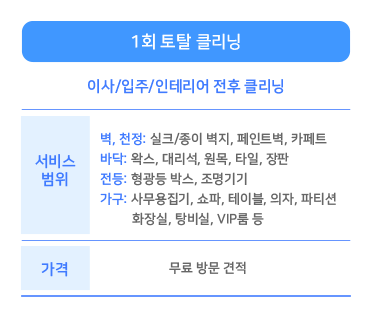 1회 토탈 클리닝
이사/입주/인테리어 전후 클리닝
서비스
범위
벽, 천정: 실크/종이 벽지, 페인트벽, 카페트
바닥: 왁스, 대리석, 원목, 타일, 장판
전등: 형광등 박스, 조명기기
가구: 사무용집기, 쇼파, 테이블, 의자, 파티션
화장실, 탕비실, VIP룸 등
가격
무료 방문 견적